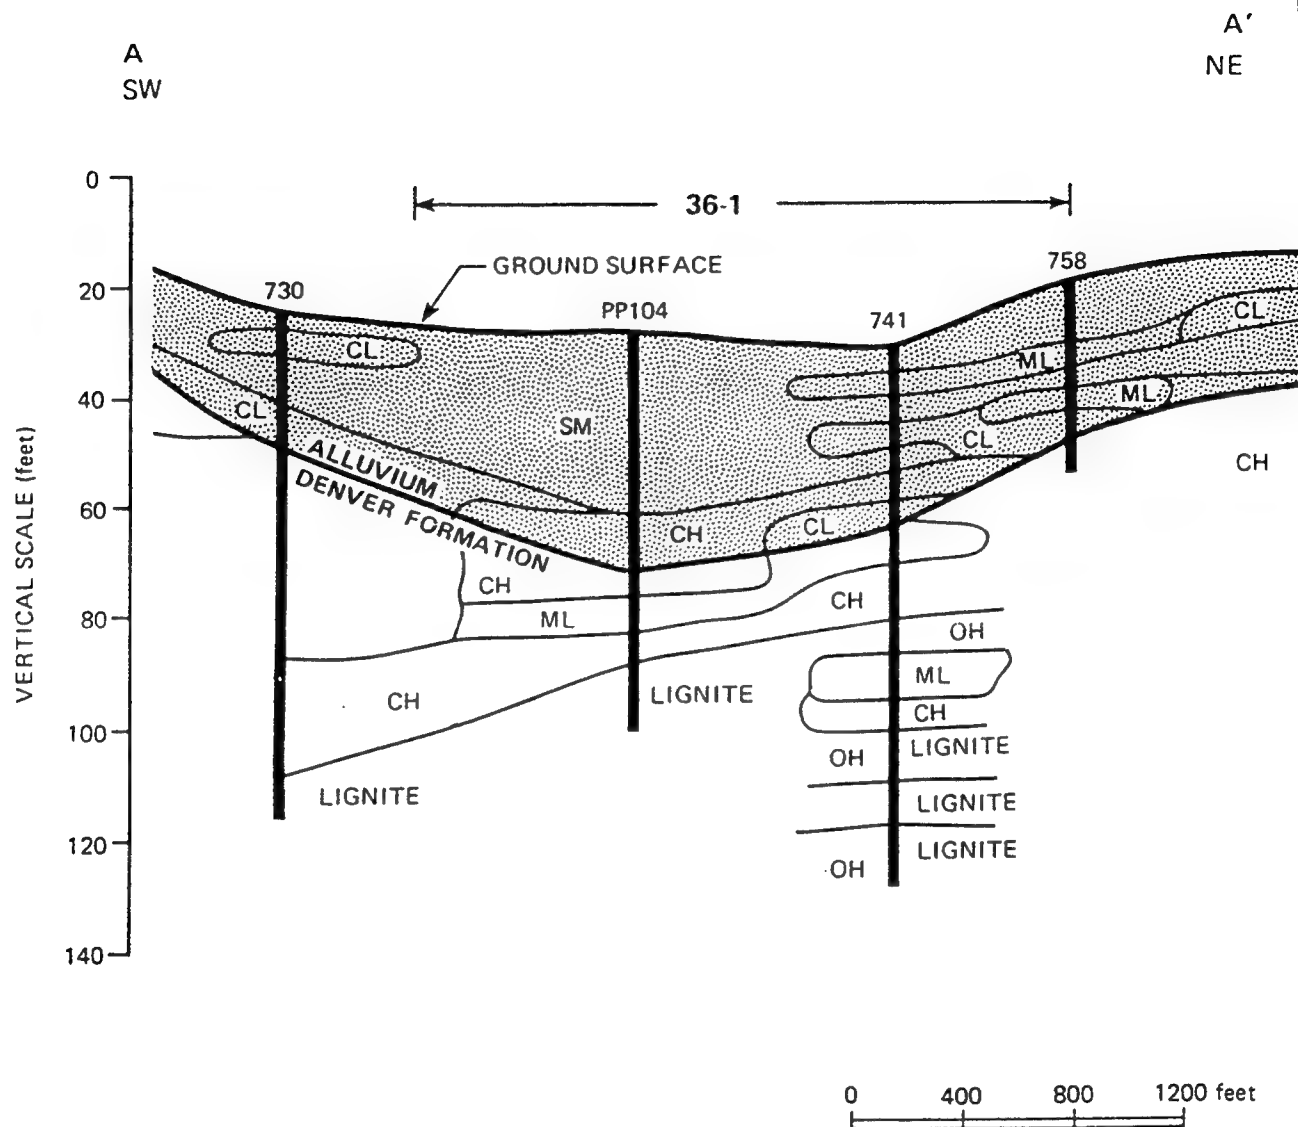 A
SW
A′
NE
0
20
40
60
80
100
120
140
VERTICAL SCALE (feet)
36-1
GROUND SURFACE
730
PP104
741
758
CL
CL
SM
ML
CL
ML
CL
CH
ALLUVIUM
DENVER FORMATION
CH
CL
CH
ML
CH
OH
CH
LIGNITE
ML
CH
LIGNITE
OH
LIGNITE
LIGNITE
LIGNITE
OH
0 400 800 1200 feet